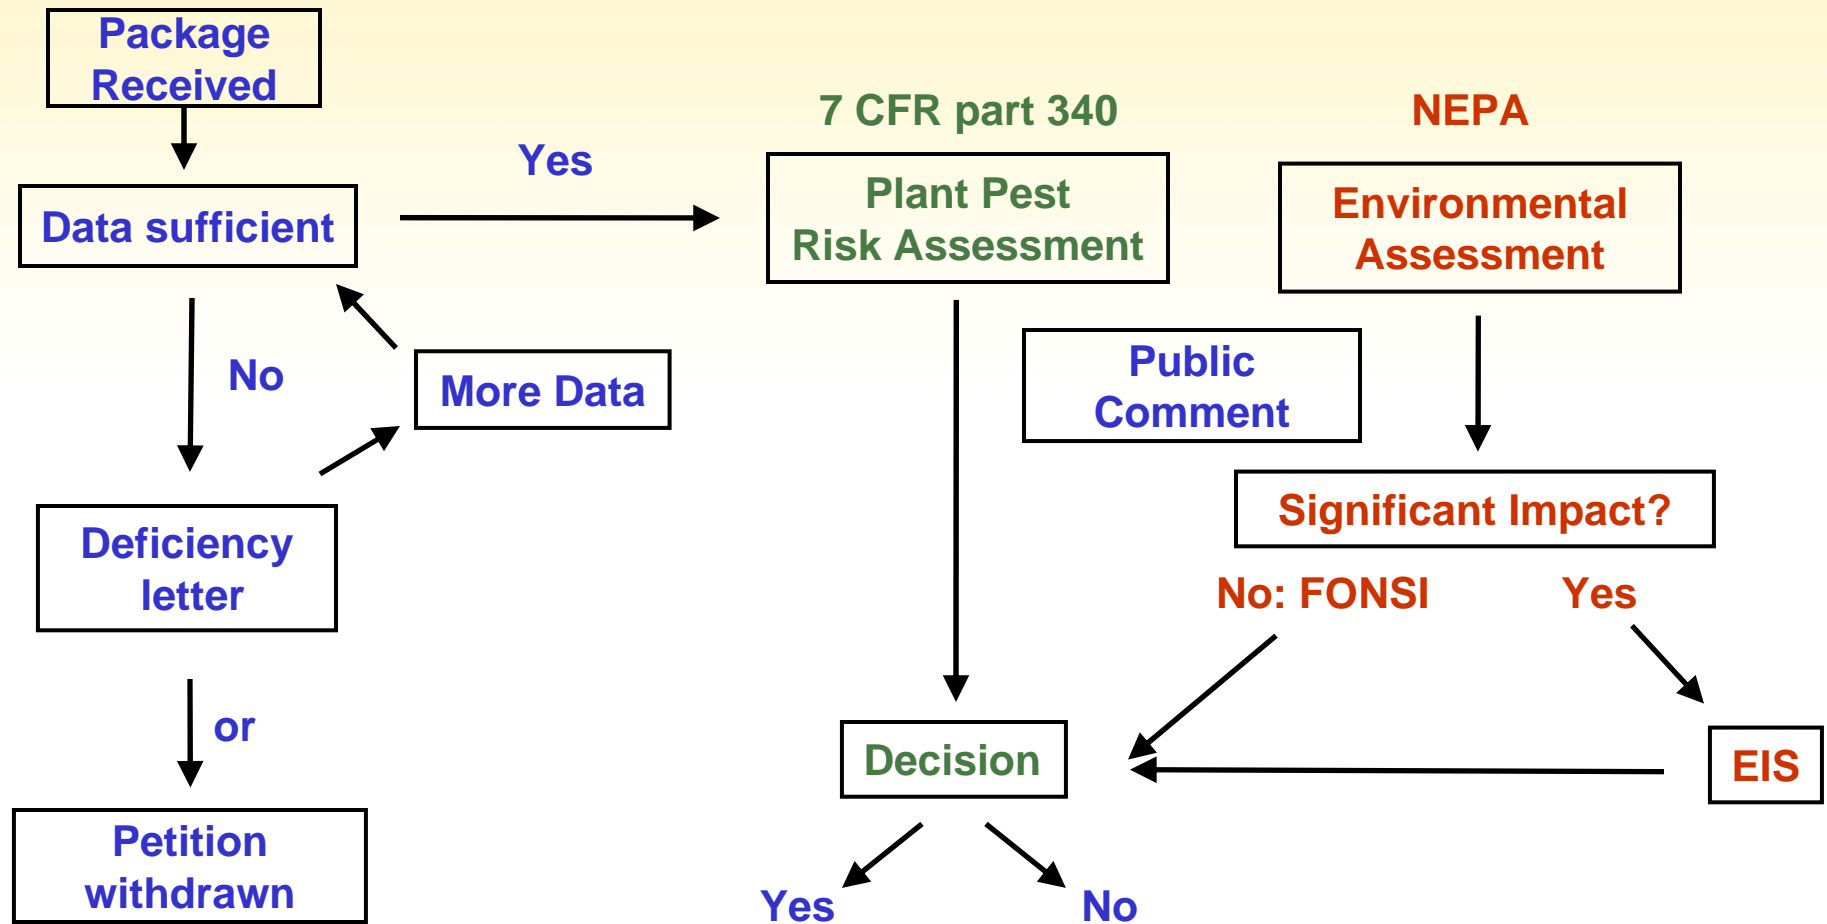 Package
Received
Data sufficient
Yes
No
More Data
Deficiency
letter
or
Petition
withdrawn
7 CFR part 340
Plant Pest
Risk Assessment
NEPA
Environmental
Assessment
Public
Comment
Significant Impact?
No: FONSI
Yes
EIS
Decision
Yes
No